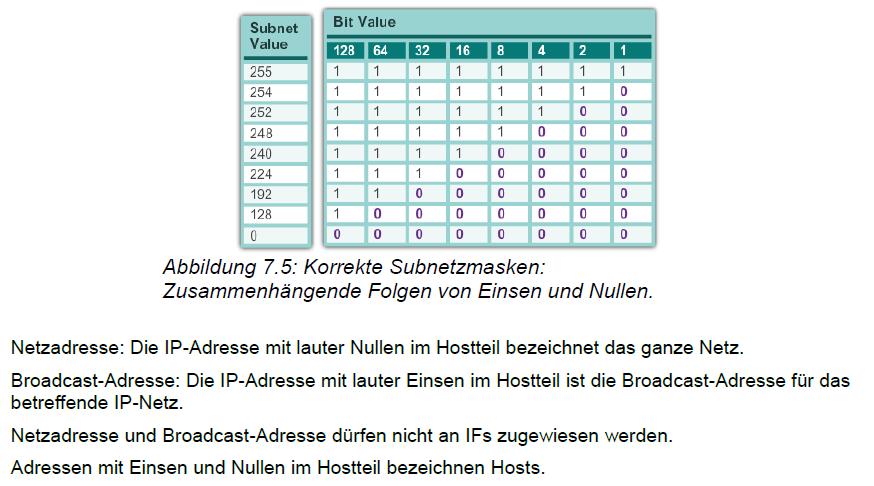 Subnet Value Bit Value
128 64 32 16 8 4 2 1
255 1 1 1 1 1 1 1 1
254 1 1 1 1 1 1 1 0
252 1 1 1 1 1 1 0 0
248 1 1 1 1 1 0 0 0
240 1 1 1 1 0 0 0 0
224 1 1 1 0 0 0 0 0
192 1 1 0 0 0 0 0 0
128 1 0 0 0 0 0 0 0
0 0 0 0 0 0 0 0 0
Abbildung 7.5: Korrekte Subnetzmasken:
Zusammenhängende Folgen von Einsen und Nullen.
Netzadresse: Die IP-Adresse mit lauter Nullen im Hostteil bezeichnet das ganze Netz.
Broadcast-Adresse: Die IP-Adresse mit lauter Einsen im Hostteil ist die Broadcast-Adresse für das
betreffende IP-Netz.
Netzadresse und Broadcast-Adresse dürfen nicht an IFs zugewiesen werden.
Adressen mit Einsen und Nullen im Hostteil bezeichnen Hosts.